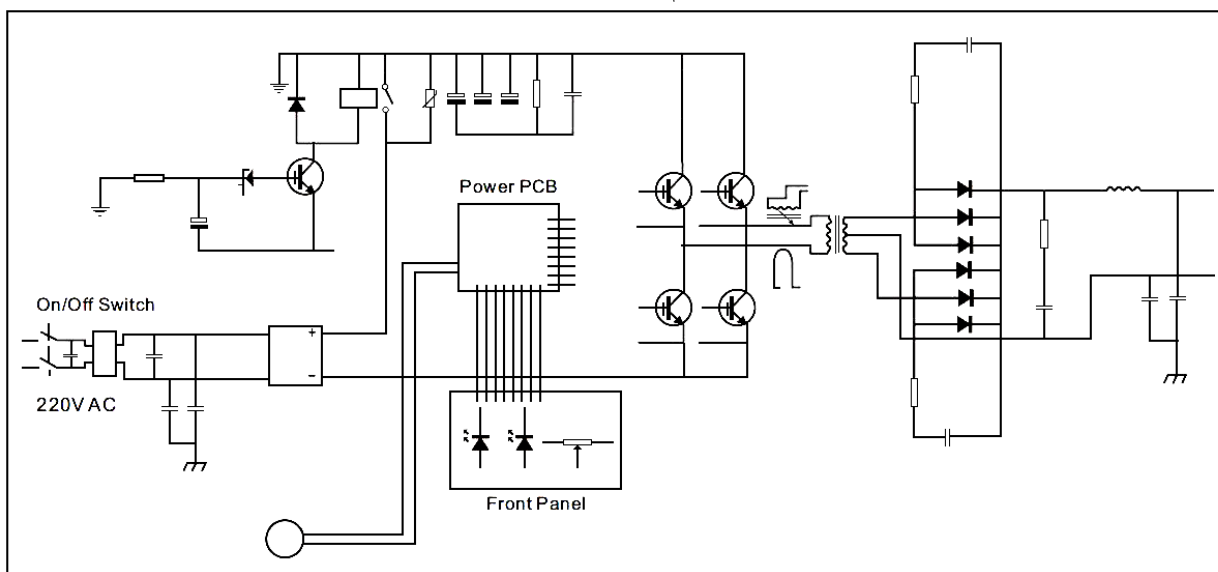 Power PCB
On/Off Switch
+
−
220V AC
Front Panel